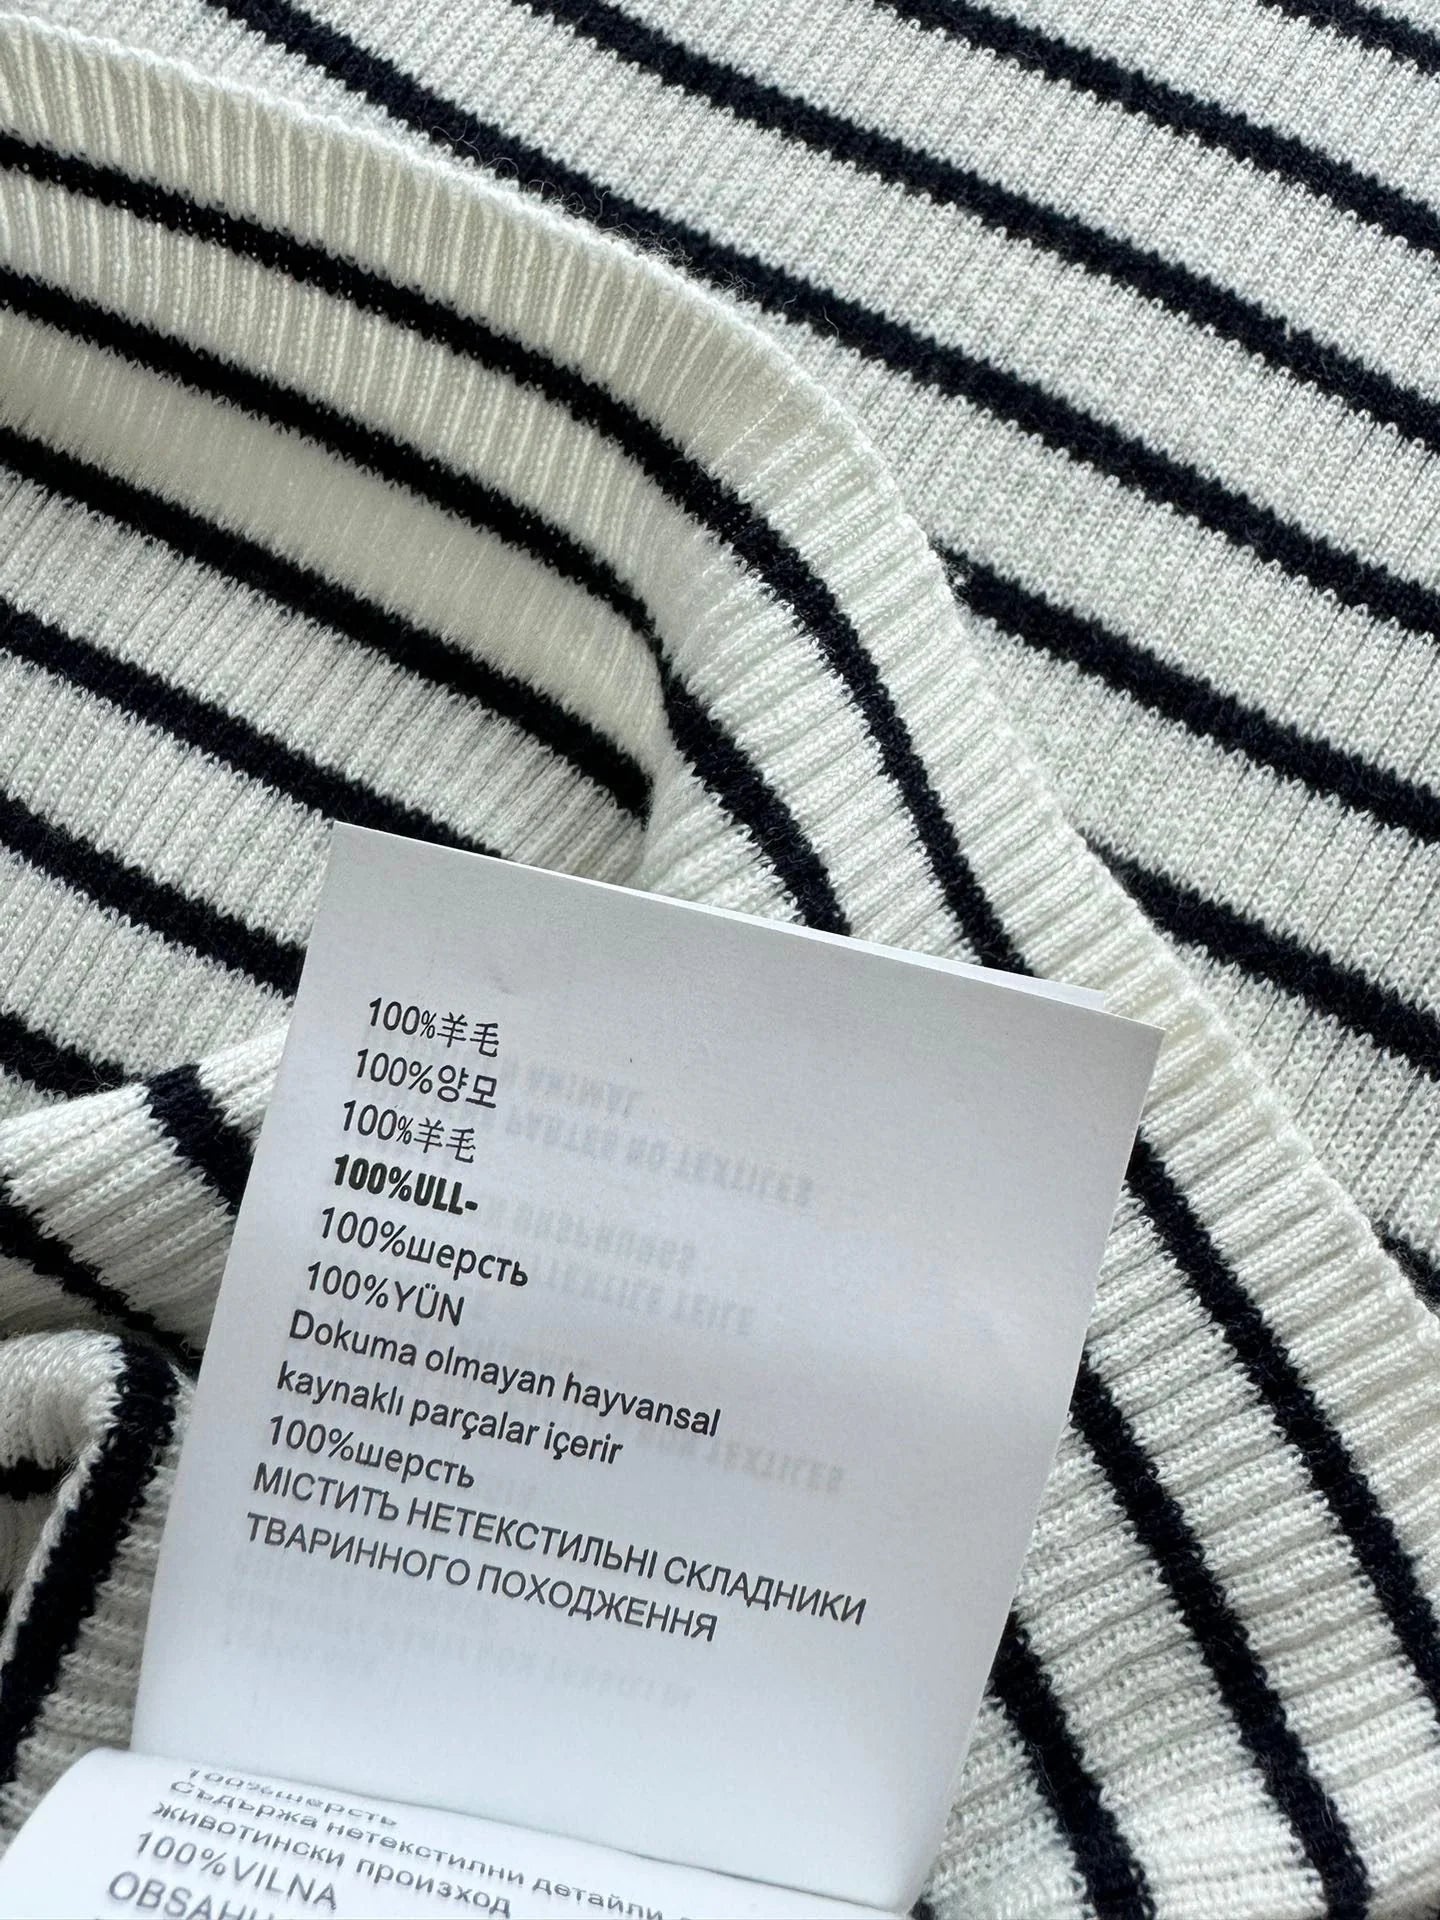 100%羊毛
100%양모
100%羊毛
100%ULL-
100%шерсть
100%YÜN
Dokuma olmayan hayvansal
kaynaklı parçalar içerir
100%шерсть
МІСТИТЬ НЕТЕКСТИЛЬНІ СКЛАДНИКИ
ТВАРИННОГО ПОХОДЖЕННЯ
100%шерсть
Съдържа нетекстилни детайли
животински произход
100%VILNA